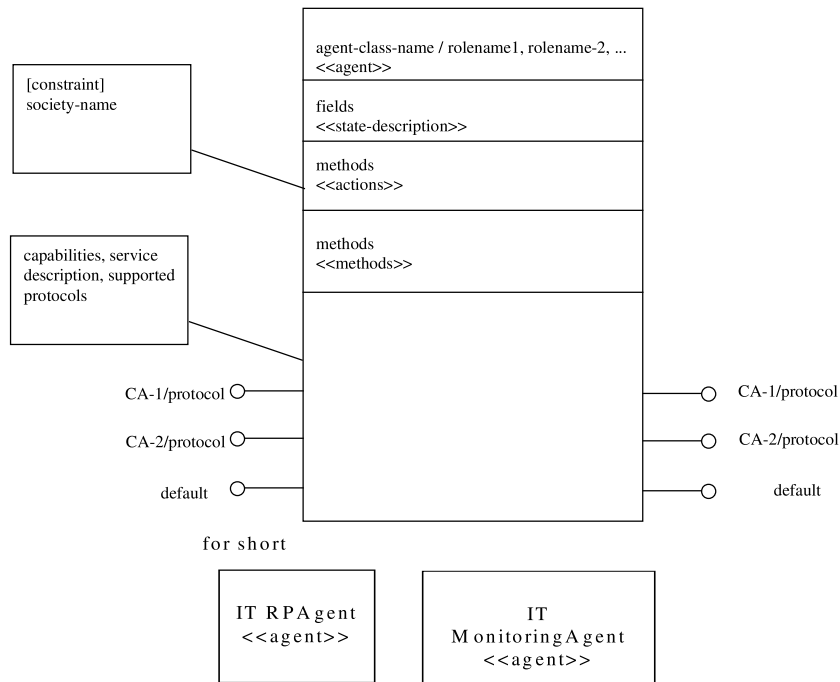 agent-class-name / rolename1, rolename-2, ...
<<agent>>
[constraint]
society-name
fields
<<state-description>>
methods
<<actions>>
capabilities, service
description, supported
protocols
methods
<<methods>>
CA-1/protocol
CA-1/protocol
CA-2/protocol
CA-2/protocol
default
default
for short
IT RPAgent
<<agent>>
IT
MonitoringAgent
<<agent>>